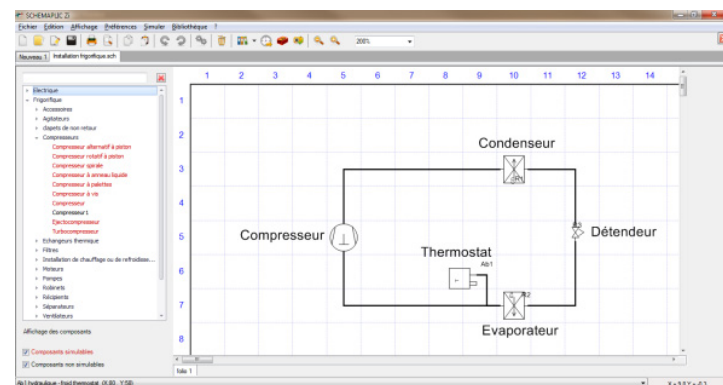 SCHEMAPLIC
Fichier Edition Affichage Préférences Simuler Bibliothèque ?
200%
Nouveau 1 Installation frigorifique.sch
Electrique
Frigorifique
Accessoires
Agitateurs
clapets de non retour
Compresseurs
Compresseur alternatif à piston
Compresseur rotatif à piston
Compresseur spirale
Compresseur à anneau liquide
Compresseur à palettes
Compresseur à vis
Compresseur
Compresseur1
Ejectocompresseur
Turbocompresseur
Echangeurs thermique
Filtres
Installation de chauffage ou de refroidisse...
Moteurs
Pompes
Robinets
Récipients
Séparateurs
Ventilateurs
Affichage des composants
Composants simulables
Composants non simulables
1 2 3 4 5 6 7 8 9 10 11 12 13 14
1
2
3
4
5
6
7
8
Condenseur
Compresseur
Détendeur
Thermostat
Ab1
Evaporateur
folio 1